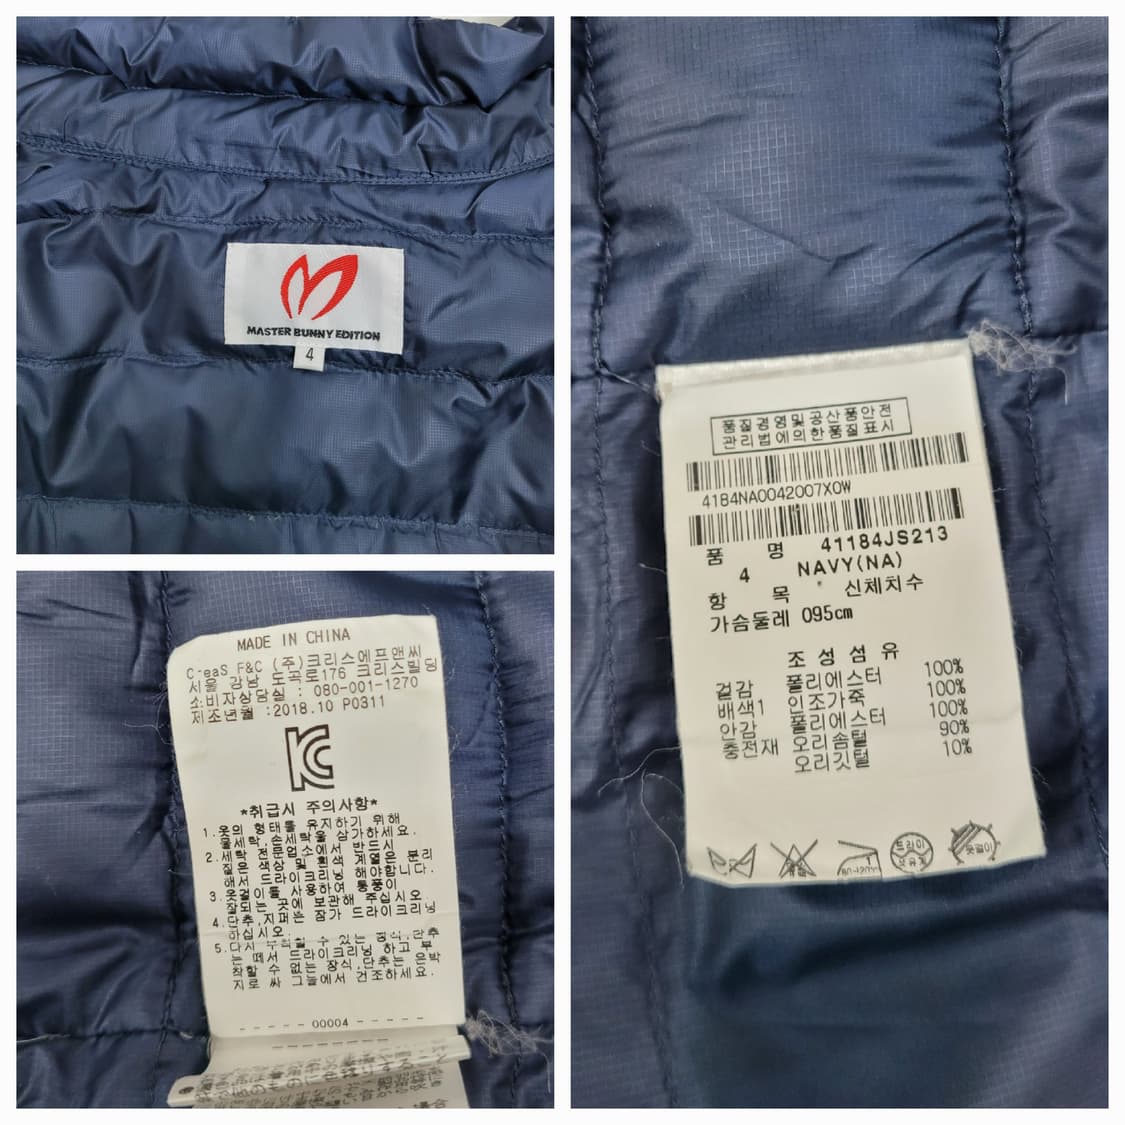 MASTER BUNNY EDITION
4
MADE IN CHINA
CreaS F&C (주)크리스에프앤씨
서울 강남 도곡로176 크리스빌딩
소비자상담실 : 080-001-1270
제조년월 :2018.10 P0311
KC
*취급시 주의사항*
1.옷의 형태를 유지하기 위해
물세탁,손세탁을 삼가하세요.
2.세탁 전문업소에서 반드시
짙은색상 및 흰색 계열은 분리
해서 드라이크리닝 해야합니다.
3.옷걸이를 사용하여 통풍이
잘되는 곳에 보관해 주십시오
4.단추,지퍼는 잠가 드라이크리닝
하십시오.
5.다시 부착할 수 있는 장식,단추
는 떼서 드라이크리닝 하고 부
착할 수 없는 장식,단추는 은박
지로 싸 그늘에서 건조하세요.
- - - - - 00004 - - - - -
품질경영및공산품안전
관리법에의한품질표시
4184NA0042007X0W
품 명 41184JS213
4 NAVY(NA)
항 목 신체치수
가슴둘레 095cm
조성섬유
겉감 폴리에스터 100%
배색1 인조가죽 100%
안감 폴리에스터 100%
충전재 오리솜털 90%
오리깃털 10%
드라이
옷걸이